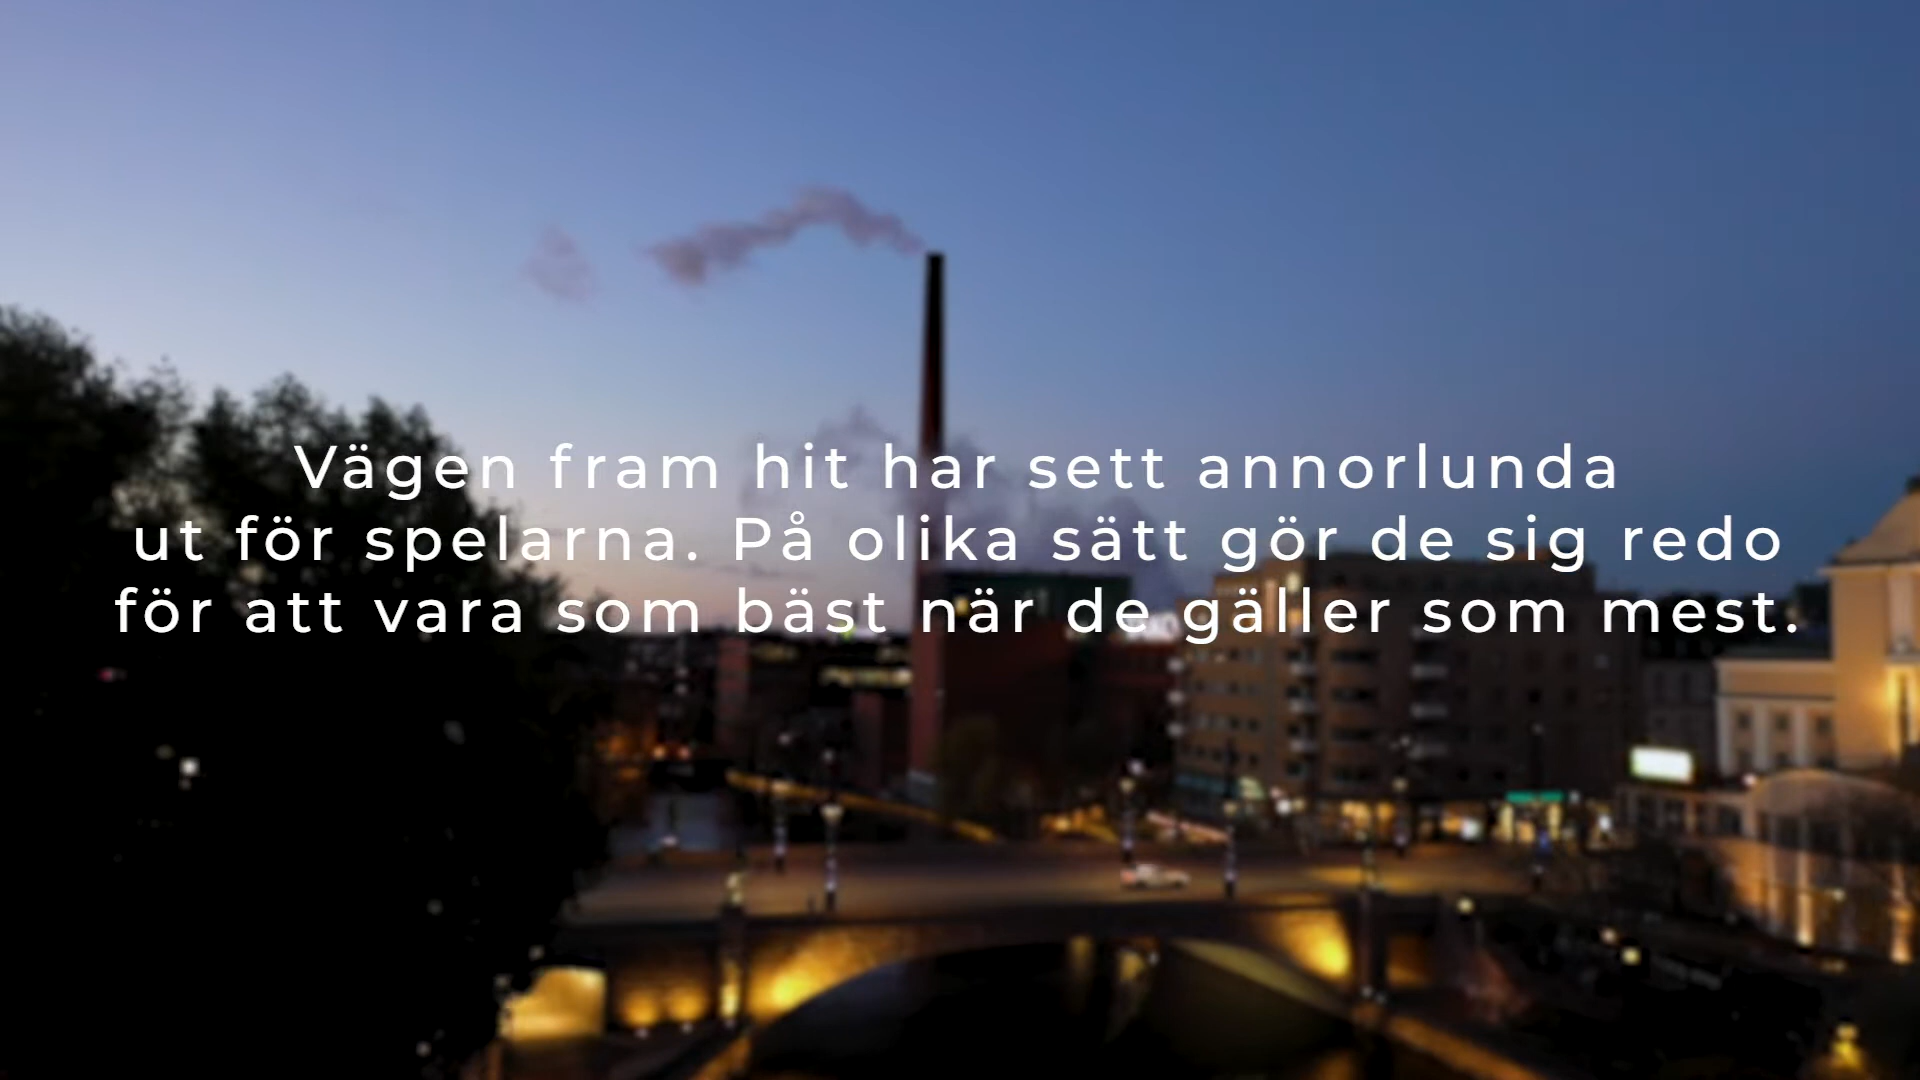 Vägen fram hit har sett annorlunda
ut för spelarna. På olika sätt gör de sig redo
för att vara som bäst när de gäller som mest.